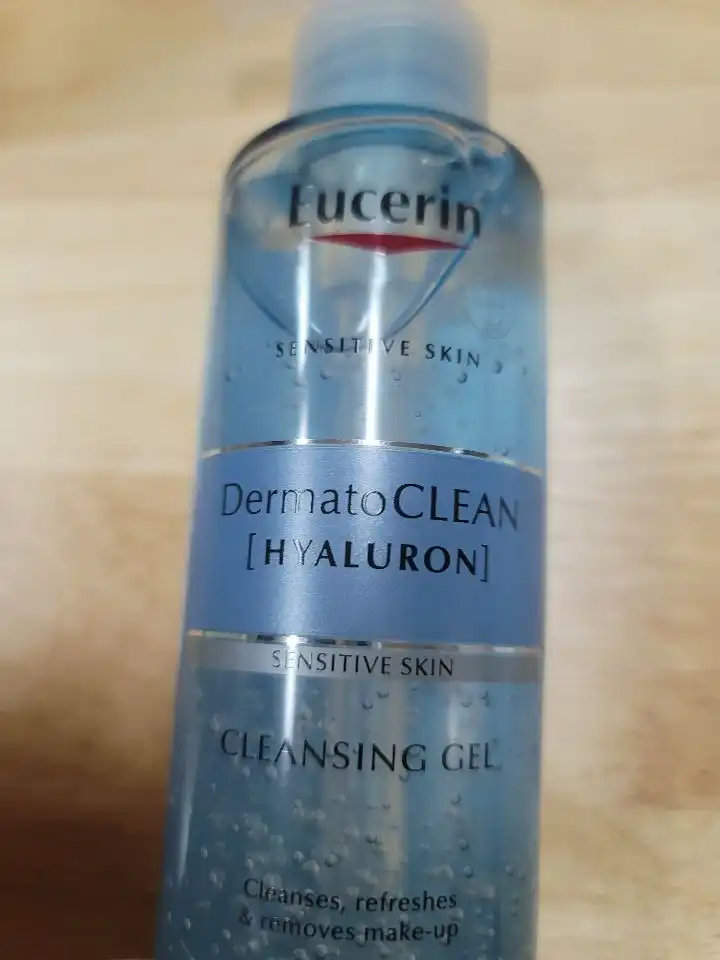 Eucerin
SENSITIVE SKIN
DermatoCLEAN
[HYALURON]
SENSITIVE SKIN
CLEANSING GEL
Cleanses, refreshes
& removes make-up